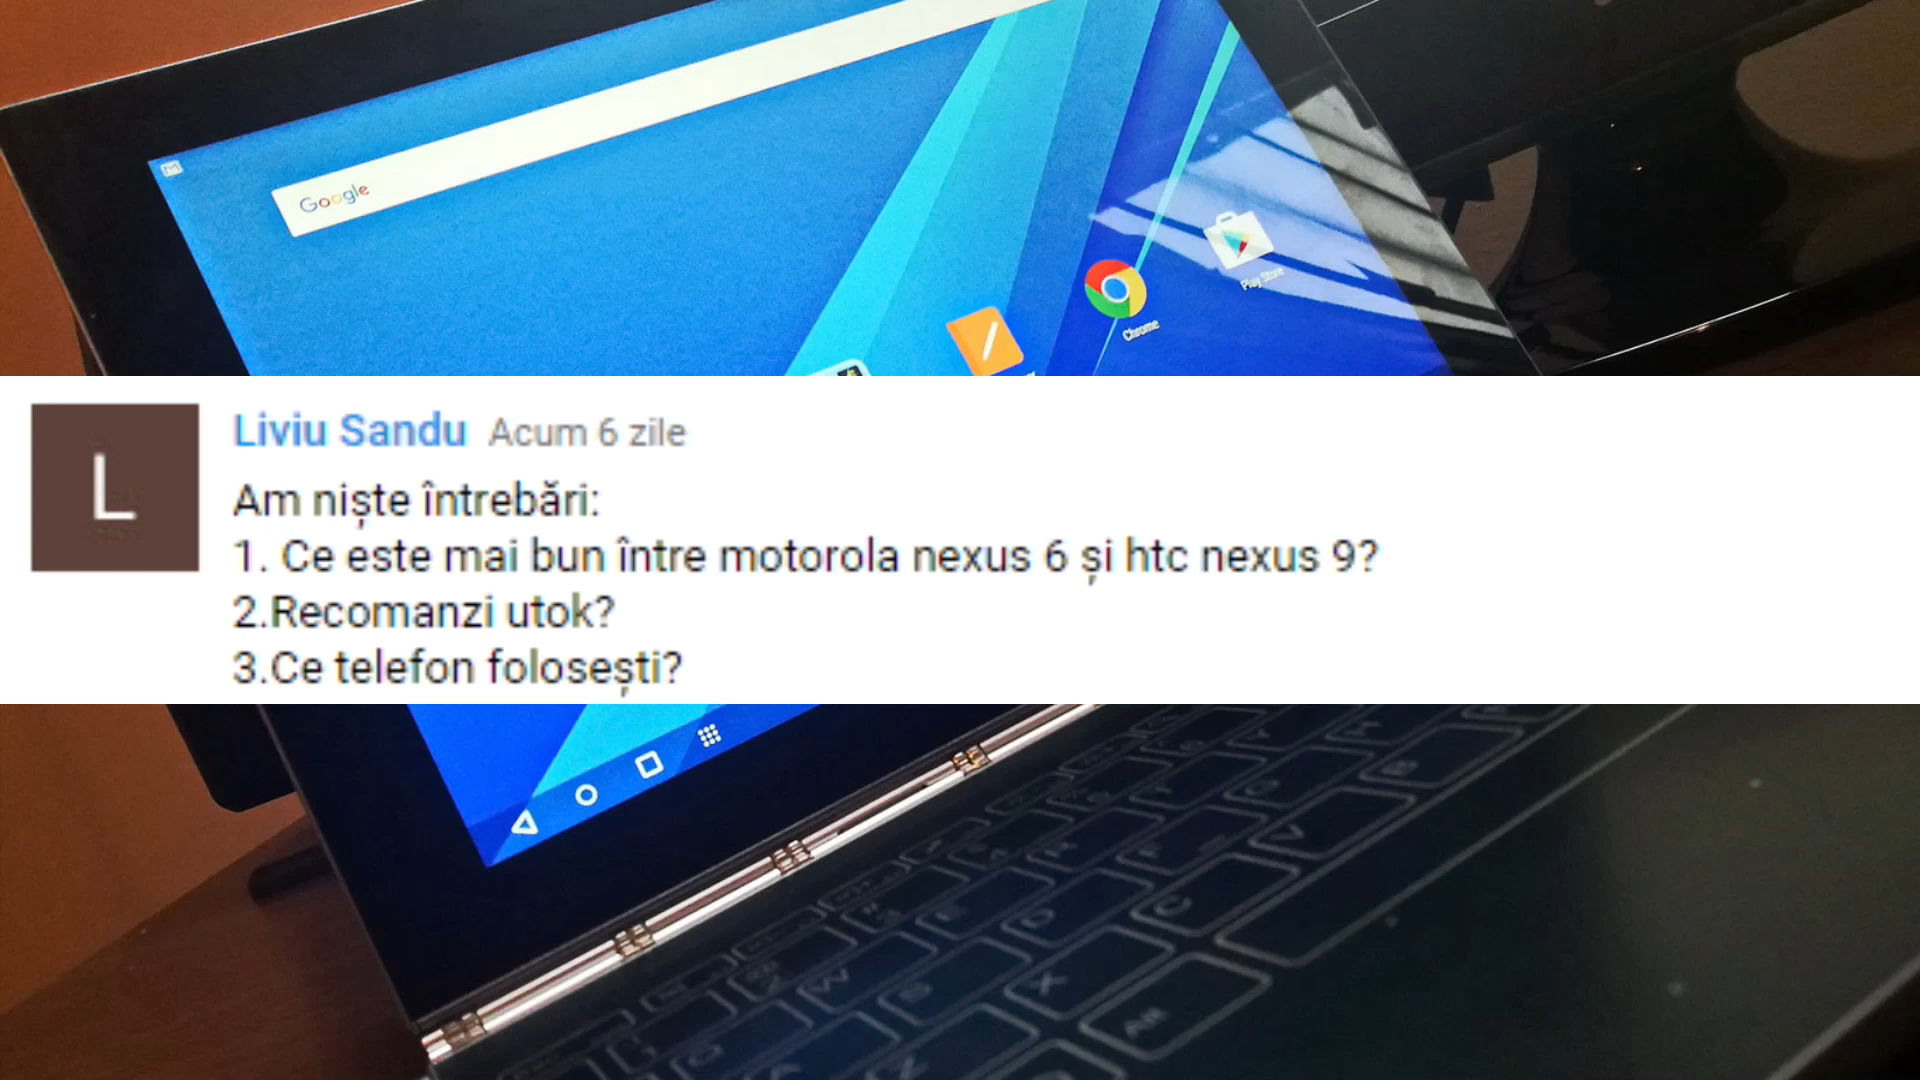 Google
Play Store
Chrome
L
Liviu Sandu Acum 6 zile
Am niște întrebări:
1. Ce este mai bun între motorola nexus 6 și htc nexus 9?
2.Recomanzi utok?
3.Ce telefon folosești?